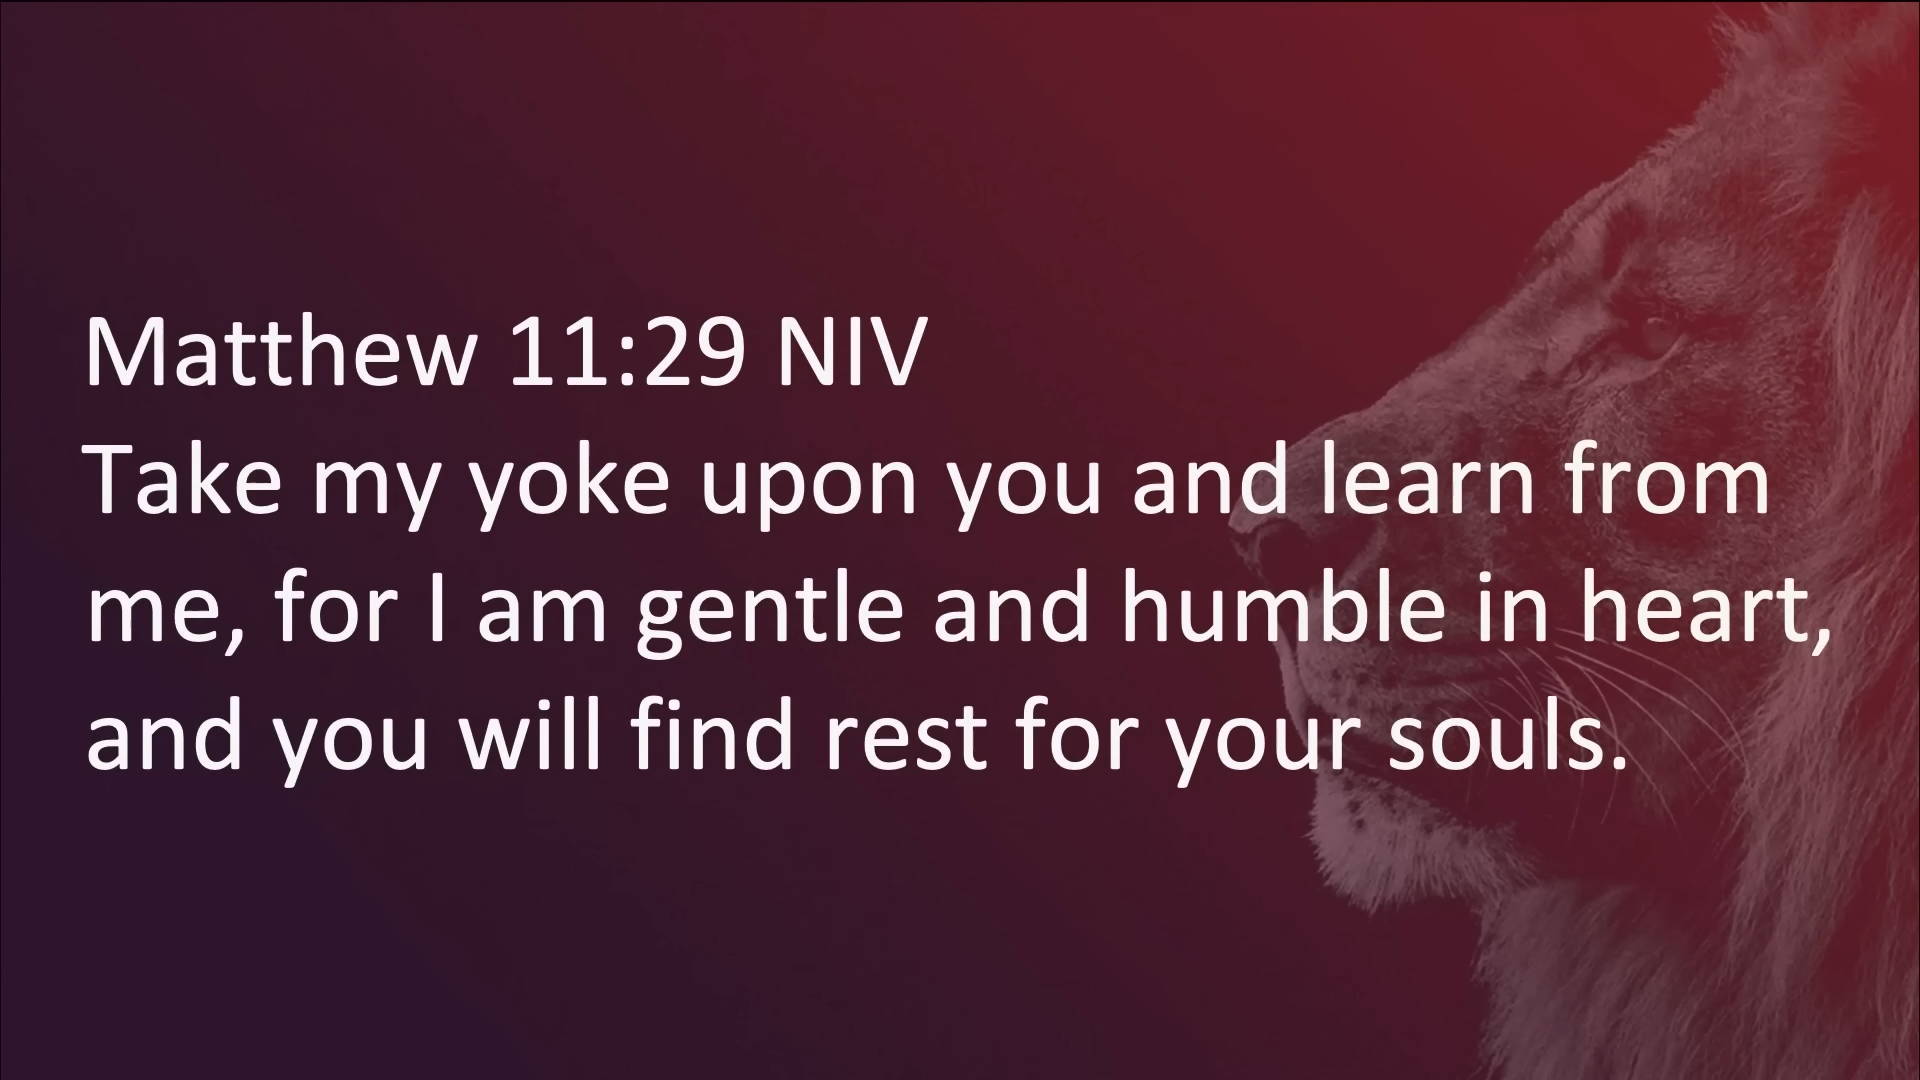 Matthew 11:29 NIV
Take my yoke upon you and learn from
me, for I am gentle and humble in heart,
and you will find rest for your souls.